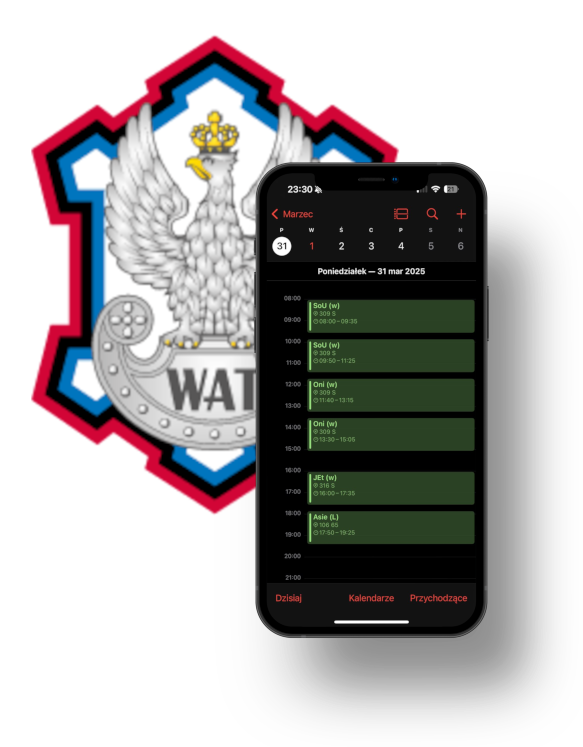 WAT
23:30
21
Marzec
P W Ś C P S N
31 1 2 3 4 5 6
Poniedziałek — 31 mar 2025
08:00
SoU (w)
309 S
08:00 – 09:35
09:00
10:00
SoU (w)
309 S
09:50 – 11:25
11:00
12:00
Oni (w)
309 S
11:40 – 13:15
13:00
14:00
Oni (w)
309 S
13:30 – 15:05
15:00
16:00
JEt (w)
316 S
16:00 – 17:35
17:00
18:00
Asie (L)
106 65
17:50 – 19:25
19:00
20:00
21:00
Dzisiaj Kalendarze Przychodzące